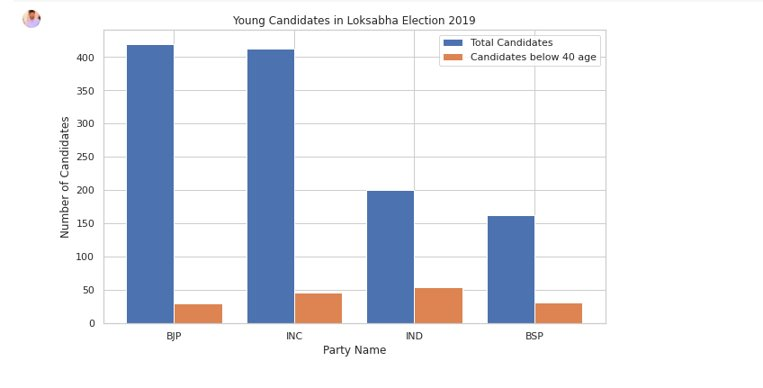 Young Candidates in Loksabha Election 2019
Total Candidates
Candidates below 40 age
Number of Candidates
400
350
300
250
200
150
100
50
0
BJP
INC
IND
BSP
Party Name